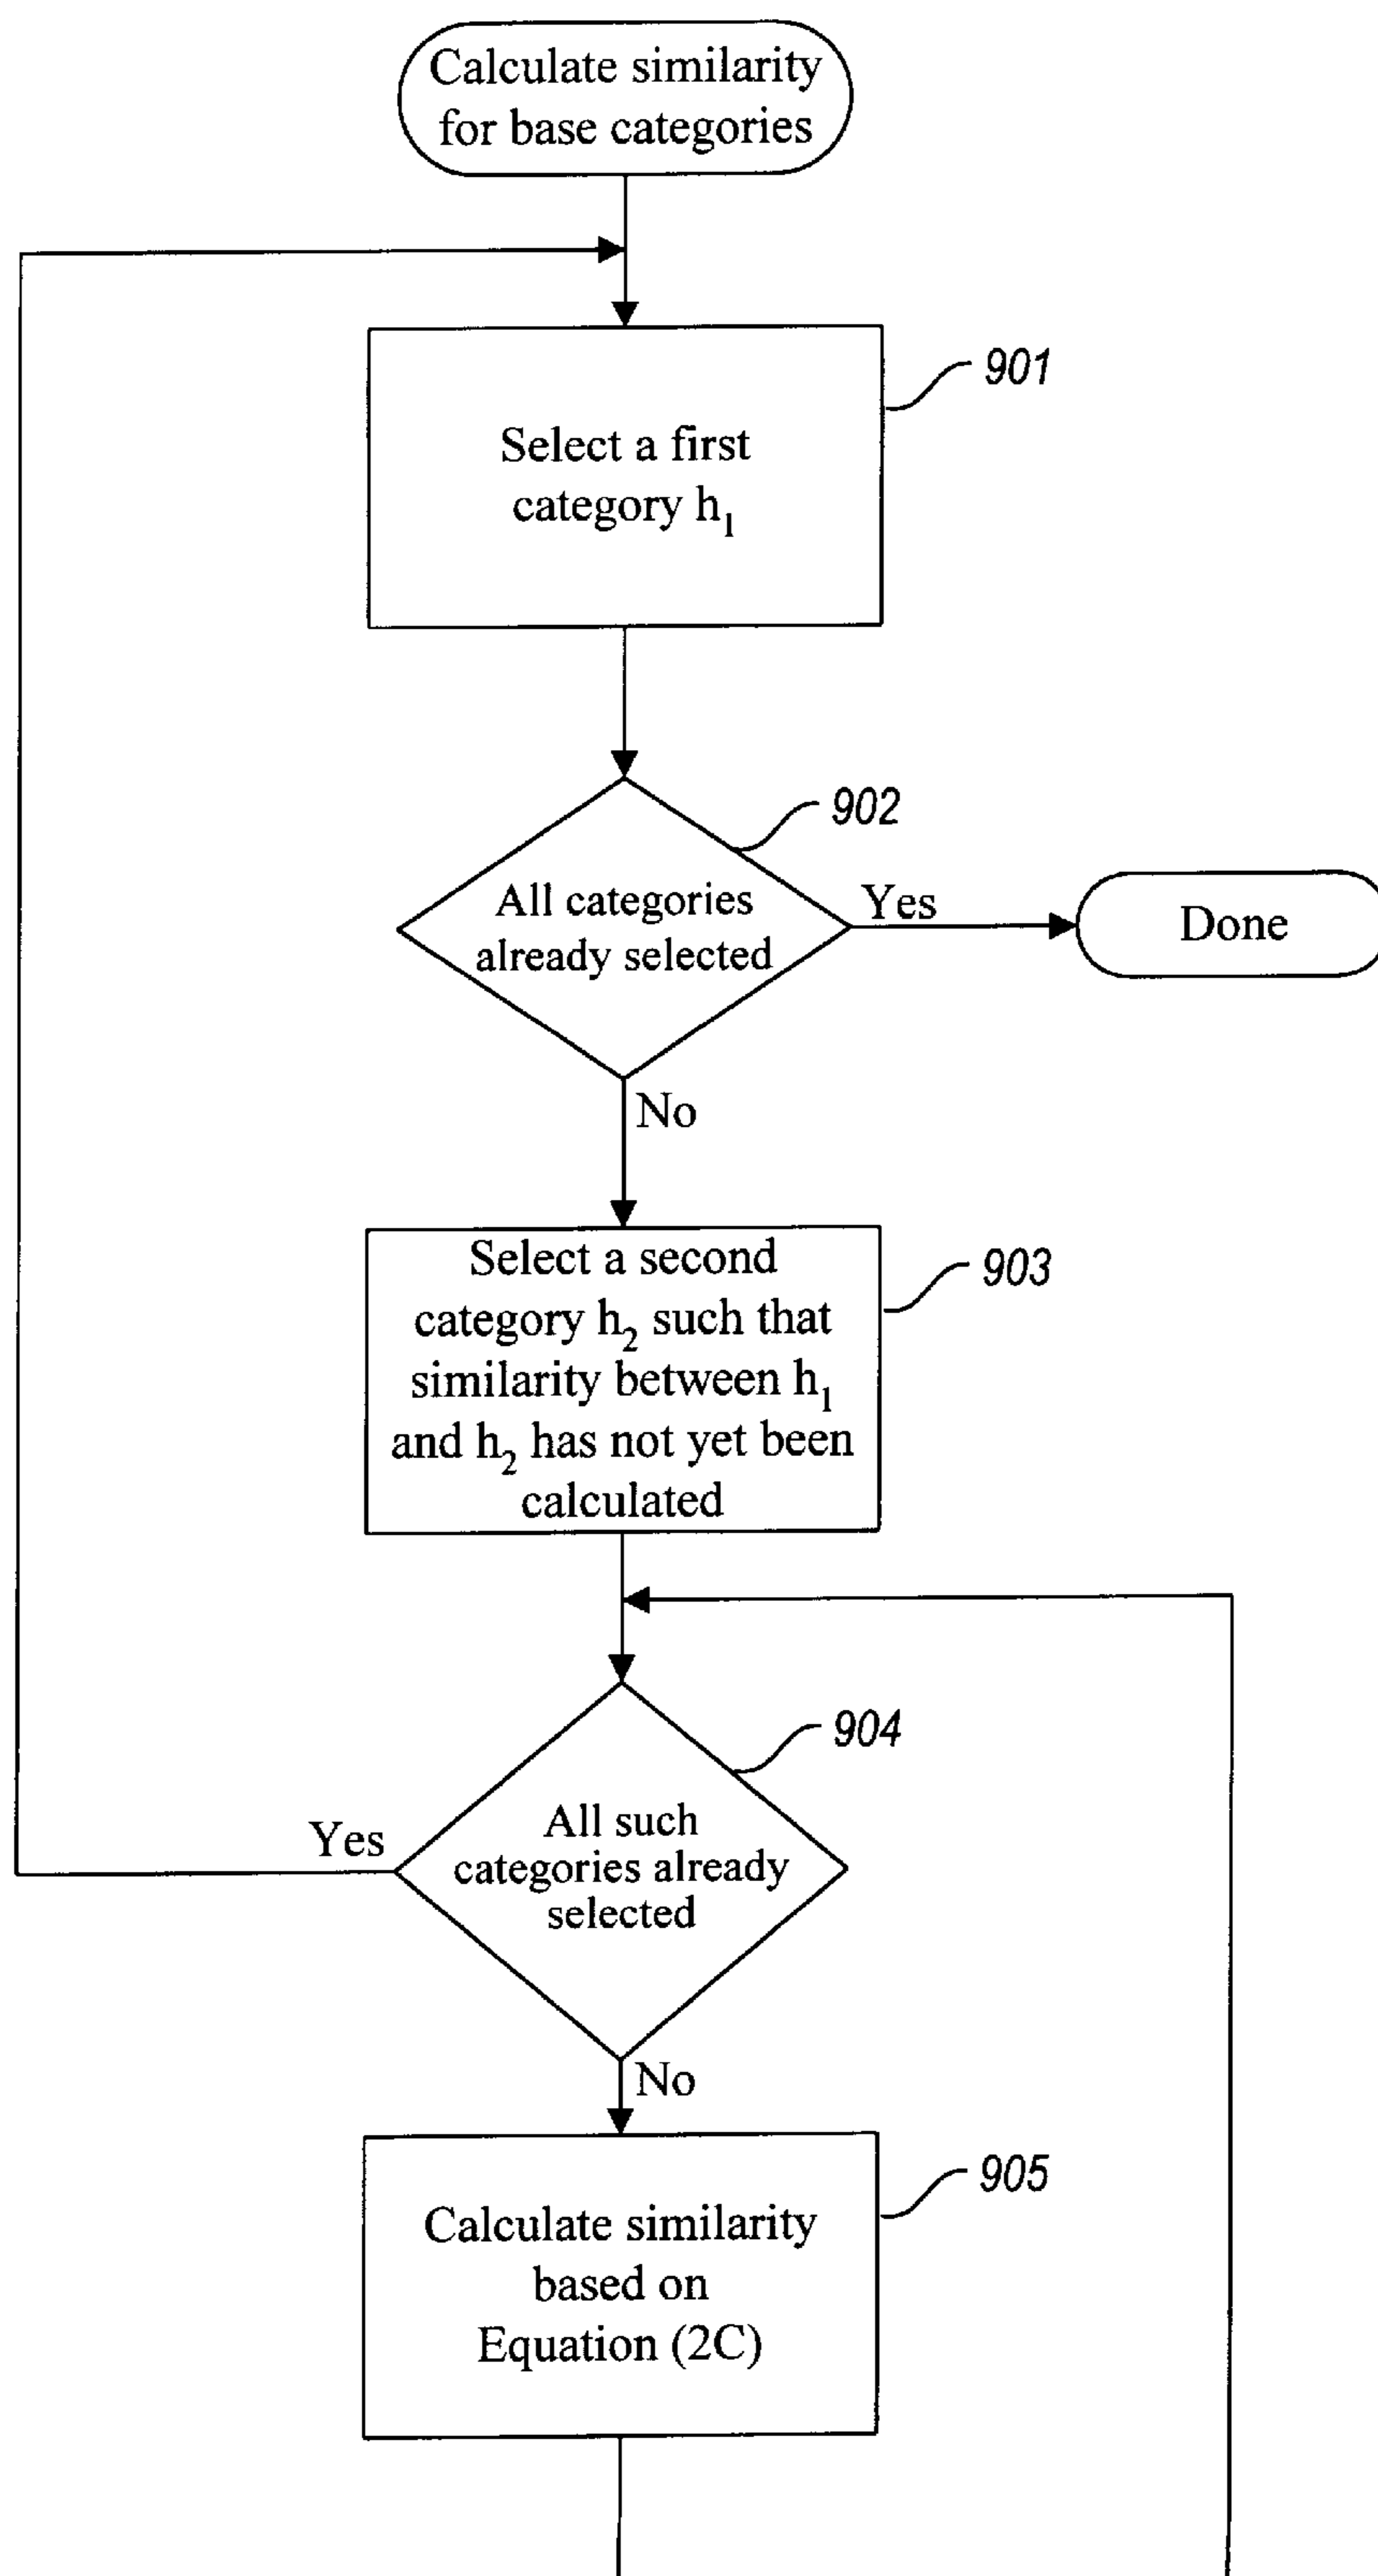 Calculate similarity
for base categories
901
Select a first
category h₁
902
All categories
already selected
Yes
Done
No
903
Select a second
category h₂ such that
similarity between h₁
and h₂ has not yet been
calculated
904
All such
categories already
selected
Yes
No
905
Calculate similarity
based on
Equation (2C)